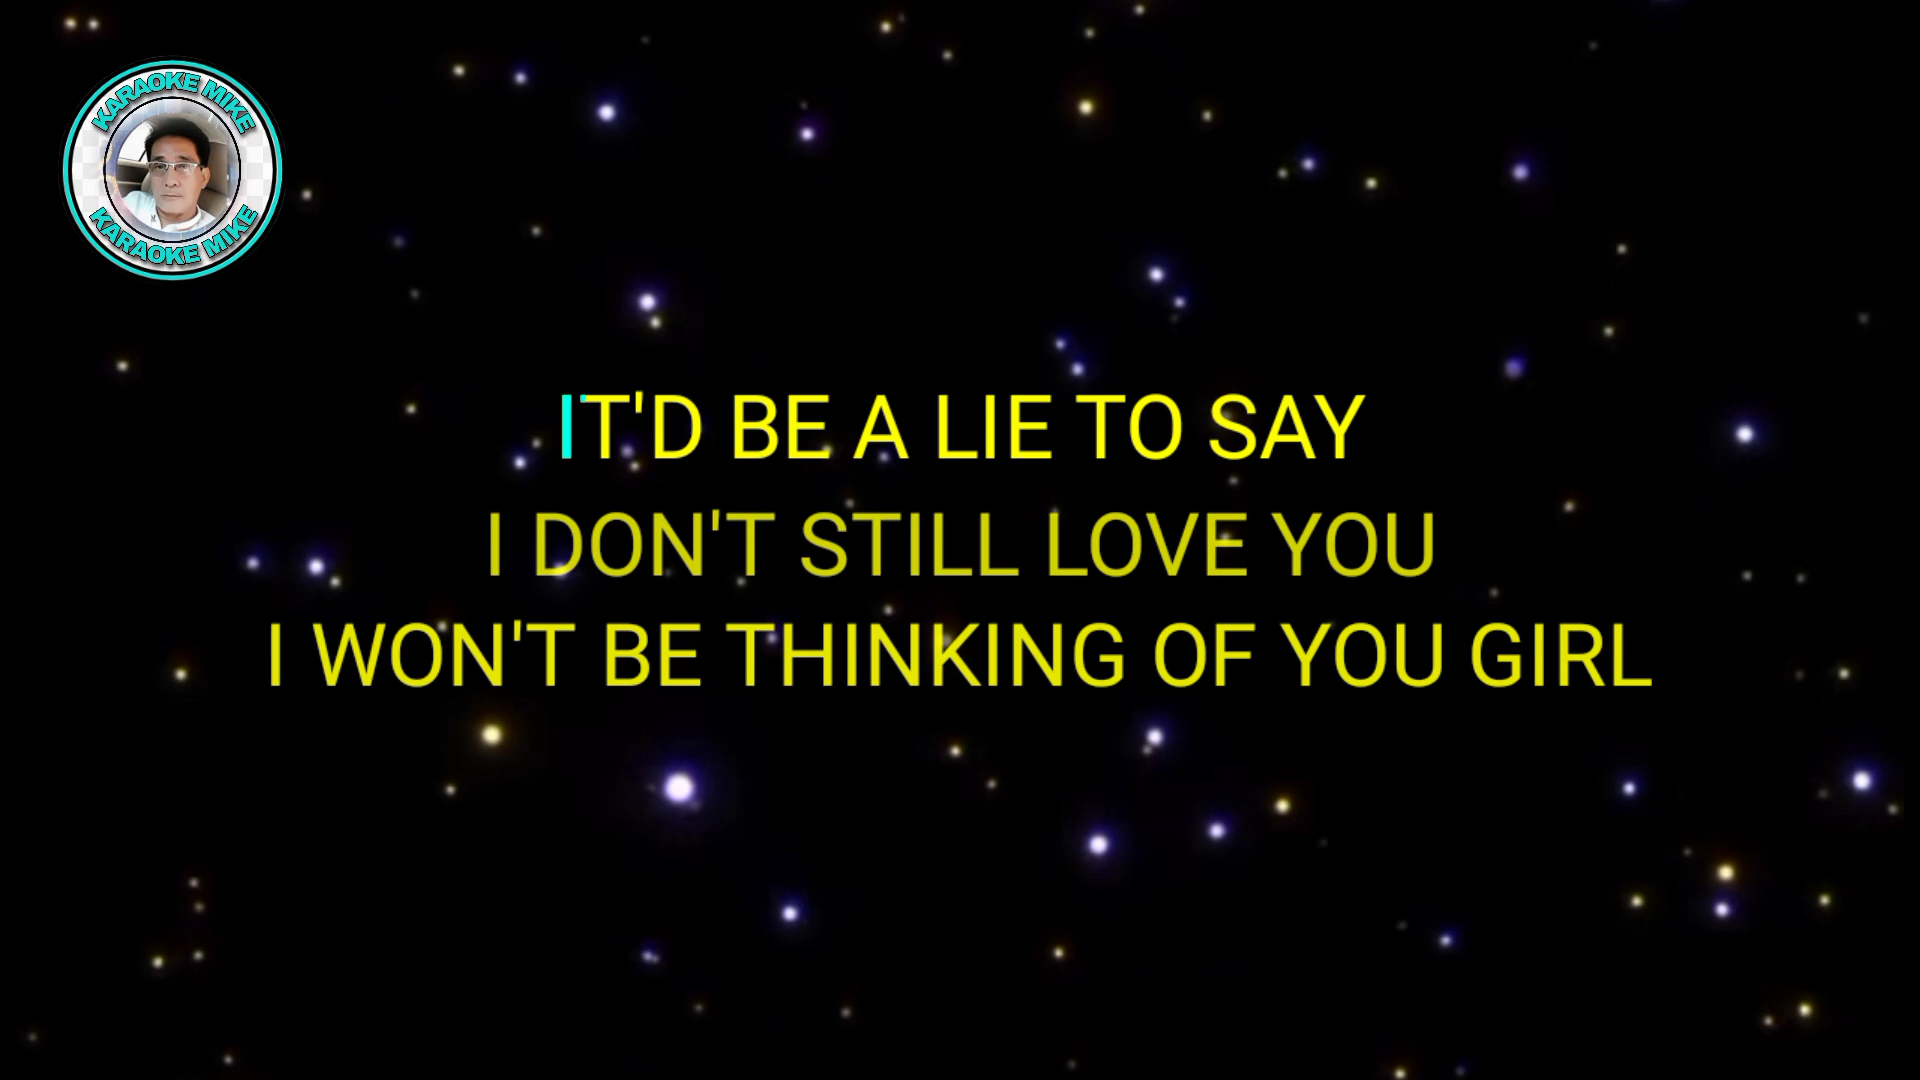 KARAOKE MIKE
KARAOKE MIKE
IT'D BE A LIE TO SAY
I DON'T STILL LOVE YOU
I WON'T BE THINKING OF YOU GIRL